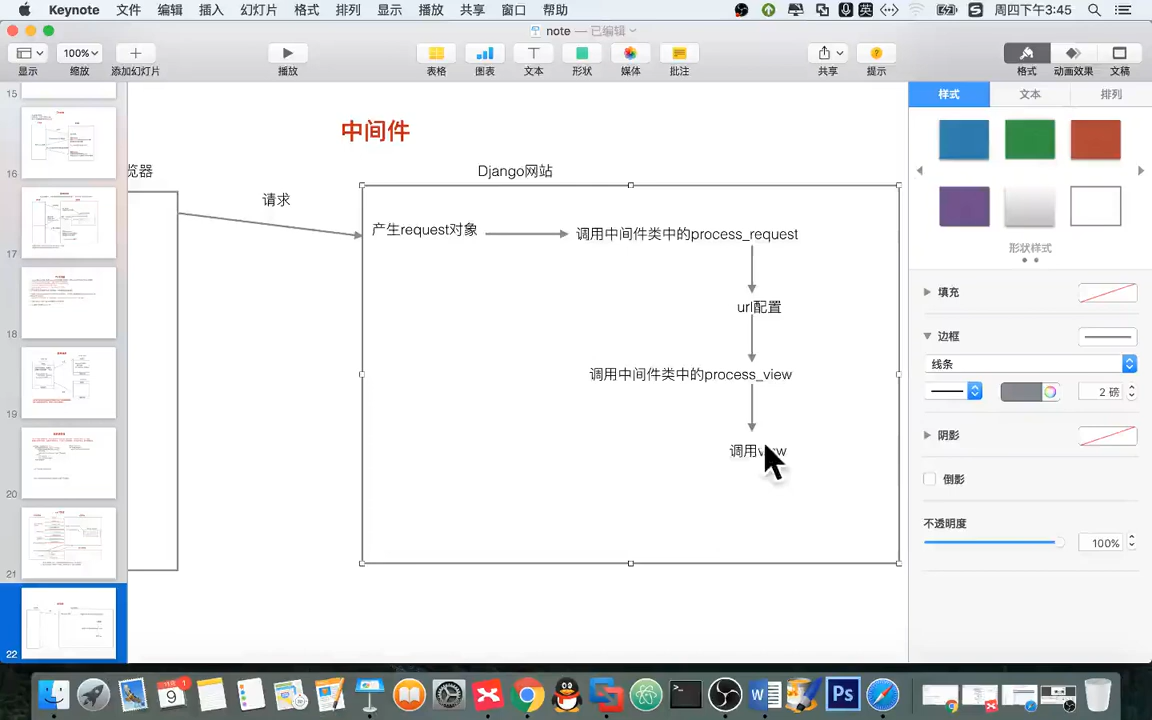 Keynote 文件 编辑 插入 幻灯片 格式 排列 显示 播放 共享 窗口 帮助 英 周四下午3:45
note — 已编辑
100%
显示 缩放 添加幻灯片 播放 表格 图表 文本 形状 媒体 批注 共享 提示 格式 动画效果 文稿
样式 文本 排列
15
16
17
18
19
20
21
22
中间件
览器
Django网站
请求
产生request对象
调用中间件类中的process_request
url配置
调用中间件类中的process_view
调用view
形状样式
填充
边框
线条
2 磅
阴影
倒影
不透明度
100%
9
W
Ps